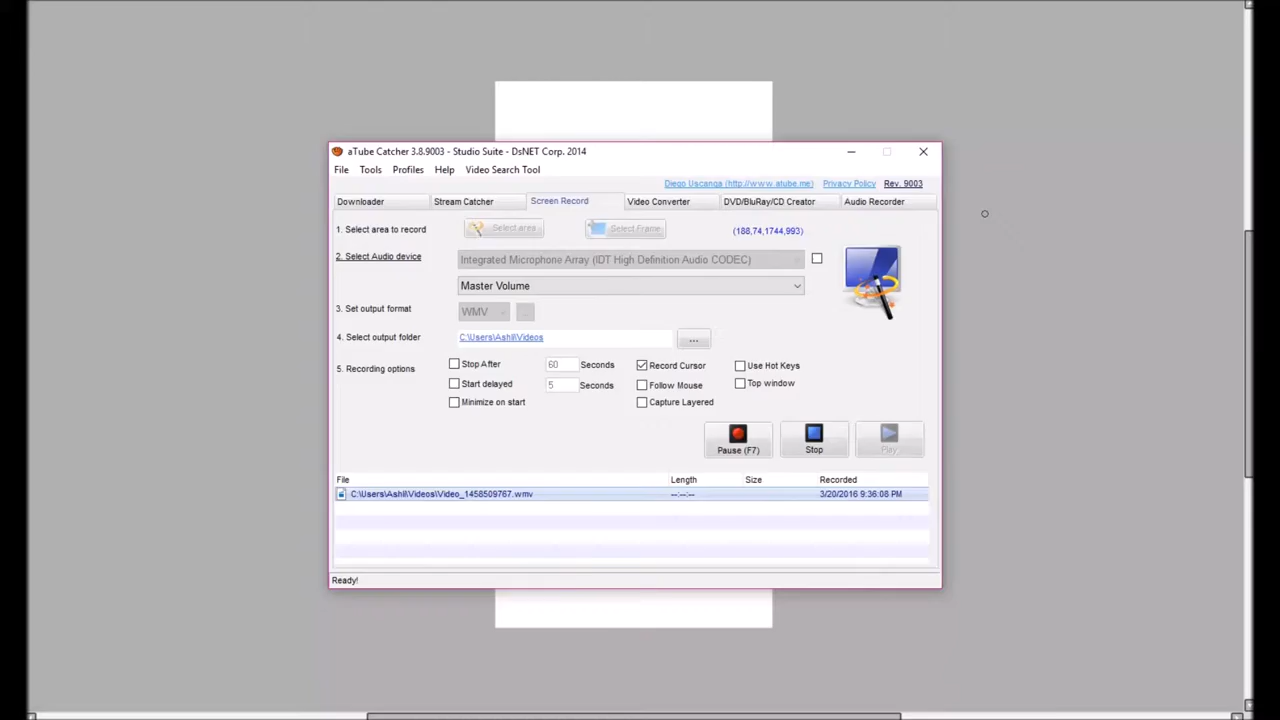 aTube Catcher 3.8.9003 - Studio Suite - DsNET Corp. 2014
File Tools Profiles Help Video Search Tool
Diego Uscanga (http://www.atube.me) Privacy Policy Rev. 9003
Downloader Stream Catcher Screen Record Video Converter DVD/BluRay/CD Creator Audio Recorder
1. Select area to record Select area Select Frame (188,74,1744,993)
2. Select Audio device Integrated Microphone Array (IDT High Definition Audio CODEC)
Master Volume
3. Set output format WMV ..
4. Select output folder C:\Users\Ashli\Videos ...
5. Recording options Stop After 60 Seconds Record Cursor Use Hot Keys
Start delayed 5 Seconds Follow Mouse Top window
Minimize on start Capture Layered
Pause (F7) Stop Play
File Length Size Recorded
C:\Users\Ashli\Videos\Video_1458509767.wmv --:--:-- 3/20/2016 9:36:08 PM
Ready!